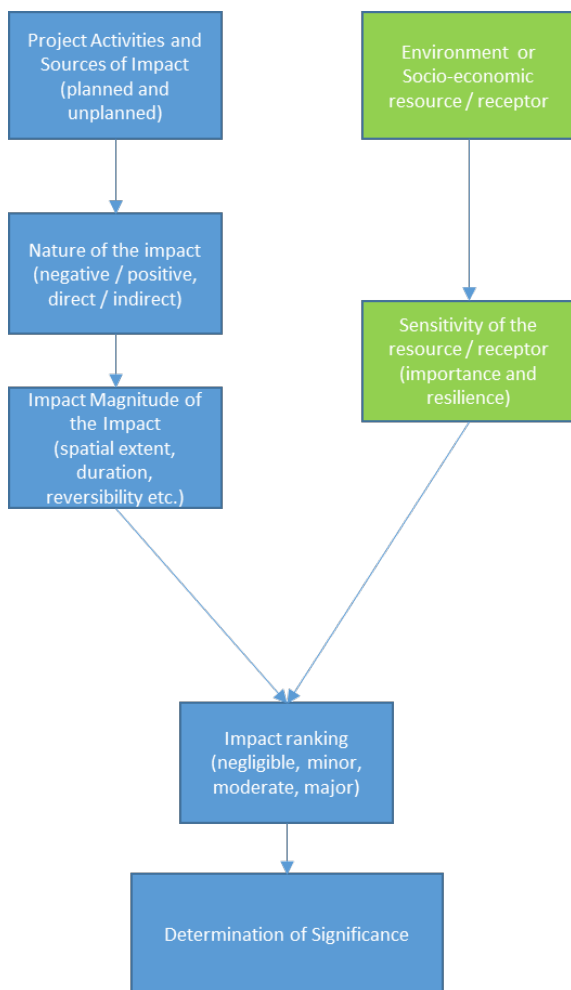 Project Activities and
Sources of Impact
(planned and
unplanned)
Environment or
Socio-economic
resource / receptor
Nature of the impact
(negative / positive,
direct / indirect)
Sensitivity of the
resource / receptor
(importance and
resilience)
Impact Magnitude of
the Impact
(spatial extent,
duration,
reversibility etc.)
Impact ranking
(negligible, minor,
moderate, major)
Determination of Significance